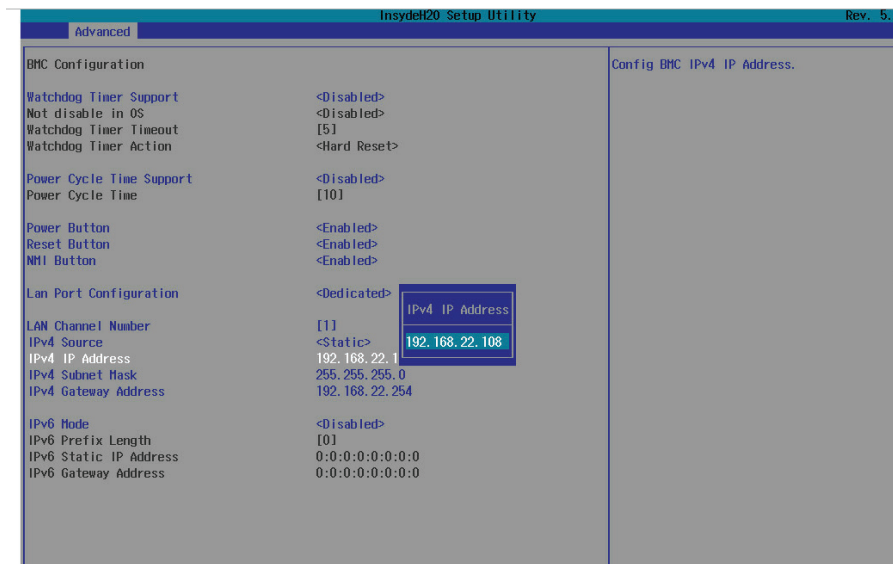 InsydeH20 Setup Utility Rev. 5.
Advanced
BMC Configuration
Config BMC IPv4 IP Address.
Watchdog Timer Support <Disabled>
Not disable in OS <Disabled>
Watchdog Timer Timeout [5]
Watchdog Timer Action <Hard Reset>
Power Cycle Time Support <Disabled>
Power Cycle Time [10]
Power Button <Enabled>
Reset Button <Enabled>
NMI Button <Enabled>
Lan Port Configuration <Dedicated>
IPv4 IP Address
192.168.22.108
LAN Channel Number [1]
IPv4 Source <Static>
IPv4 IP Address 192.168.22.1
IPv4 Subnet Mask 255.255.255.0
IPv4 Gateway Address 192.168.22.254
IPv6 Mode <Disabled>
IPv6 Prefix Length [0]
IPv6 Static IP Address 0:0:0:0:0:0:0:0
IPv6 Gateway Address 0:0:0:0:0:0:0:0